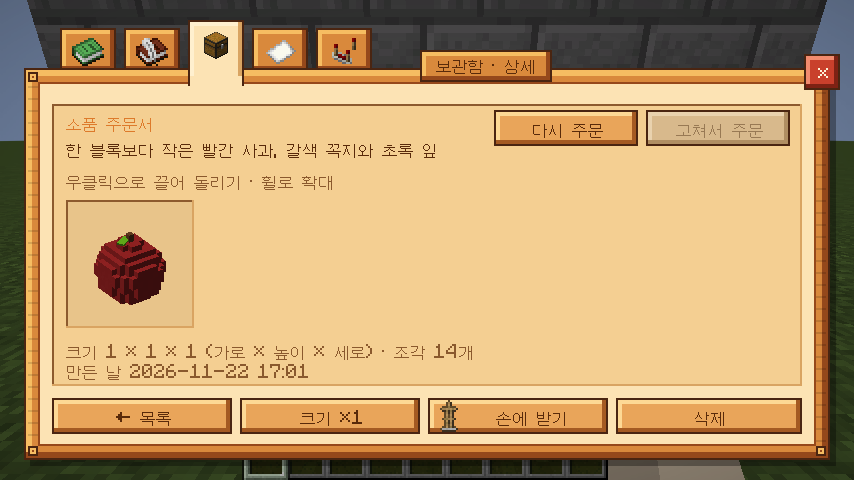 보관함 · 상세
소품 주문서
다시 주문
고쳐서 주문
한 블록보다 작은 빨간 사과, 갈색 꼭지와 초록 잎
우클릭으로 끌어 돌리기 · 휠로 확대
크기 1 × 1 × 1 (가로 × 높이 × 세로) · 조각 14개
만든 날 2026-11-22 17:01
← 목록
크기 ×1
손에 받기
삭제